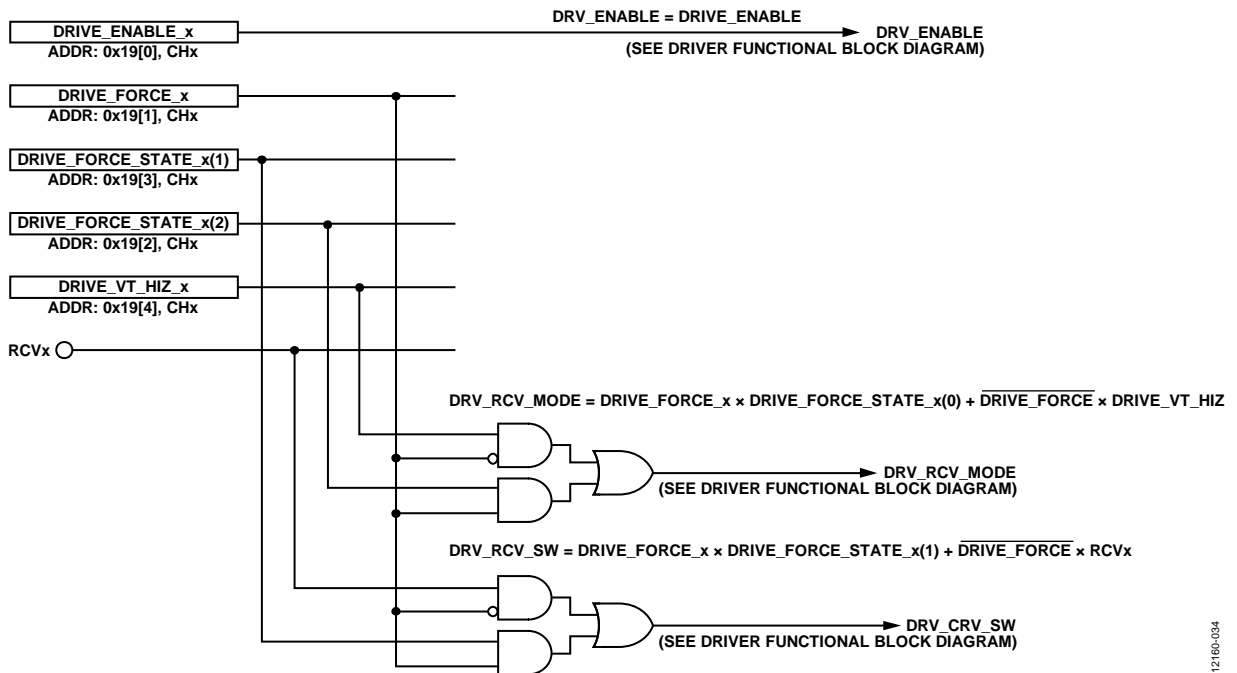 DRV_ENABLE = DRIVE_ENABLE
DRIVE_ENABLE_x
DRV_ENABLE
ADDR: 0x19[0], CHx
(SEE DRIVER FUNCTIONAL BLOCK DIAGRAM)
DRIVE_FORCE_x
ADDR: 0x19[1], CHx
DRIVE_FORCE_STATE_x(1)
ADDR: 0x19[3], CHx
DRIVE_FORCE_STATE_x(2)
ADDR: 0x19[2], CHx
DRIVE_VT_HIZ_x
ADDR: 0x19[4], CHx
RCVx
DRV_RCV_MODE = DRIVE_FORCE_x × DRIVE_FORCE_STATE_x(0) + DRIVE_FORCE × DRIVE_VT_HIZ
DRV_RCV_MODE
(SEE DRIVER FUNCTIONAL BLOCK DIAGRAM)
DRV_RCV_SW = DRIVE_FORCE_x × DRIVE_FORCE_STATE_x(1) + DRIVE_FORCE × RCVx
DRV_CRV_SW
(SEE DRIVER FUNCTIONAL BLOCK DIAGRAM)
12160-034